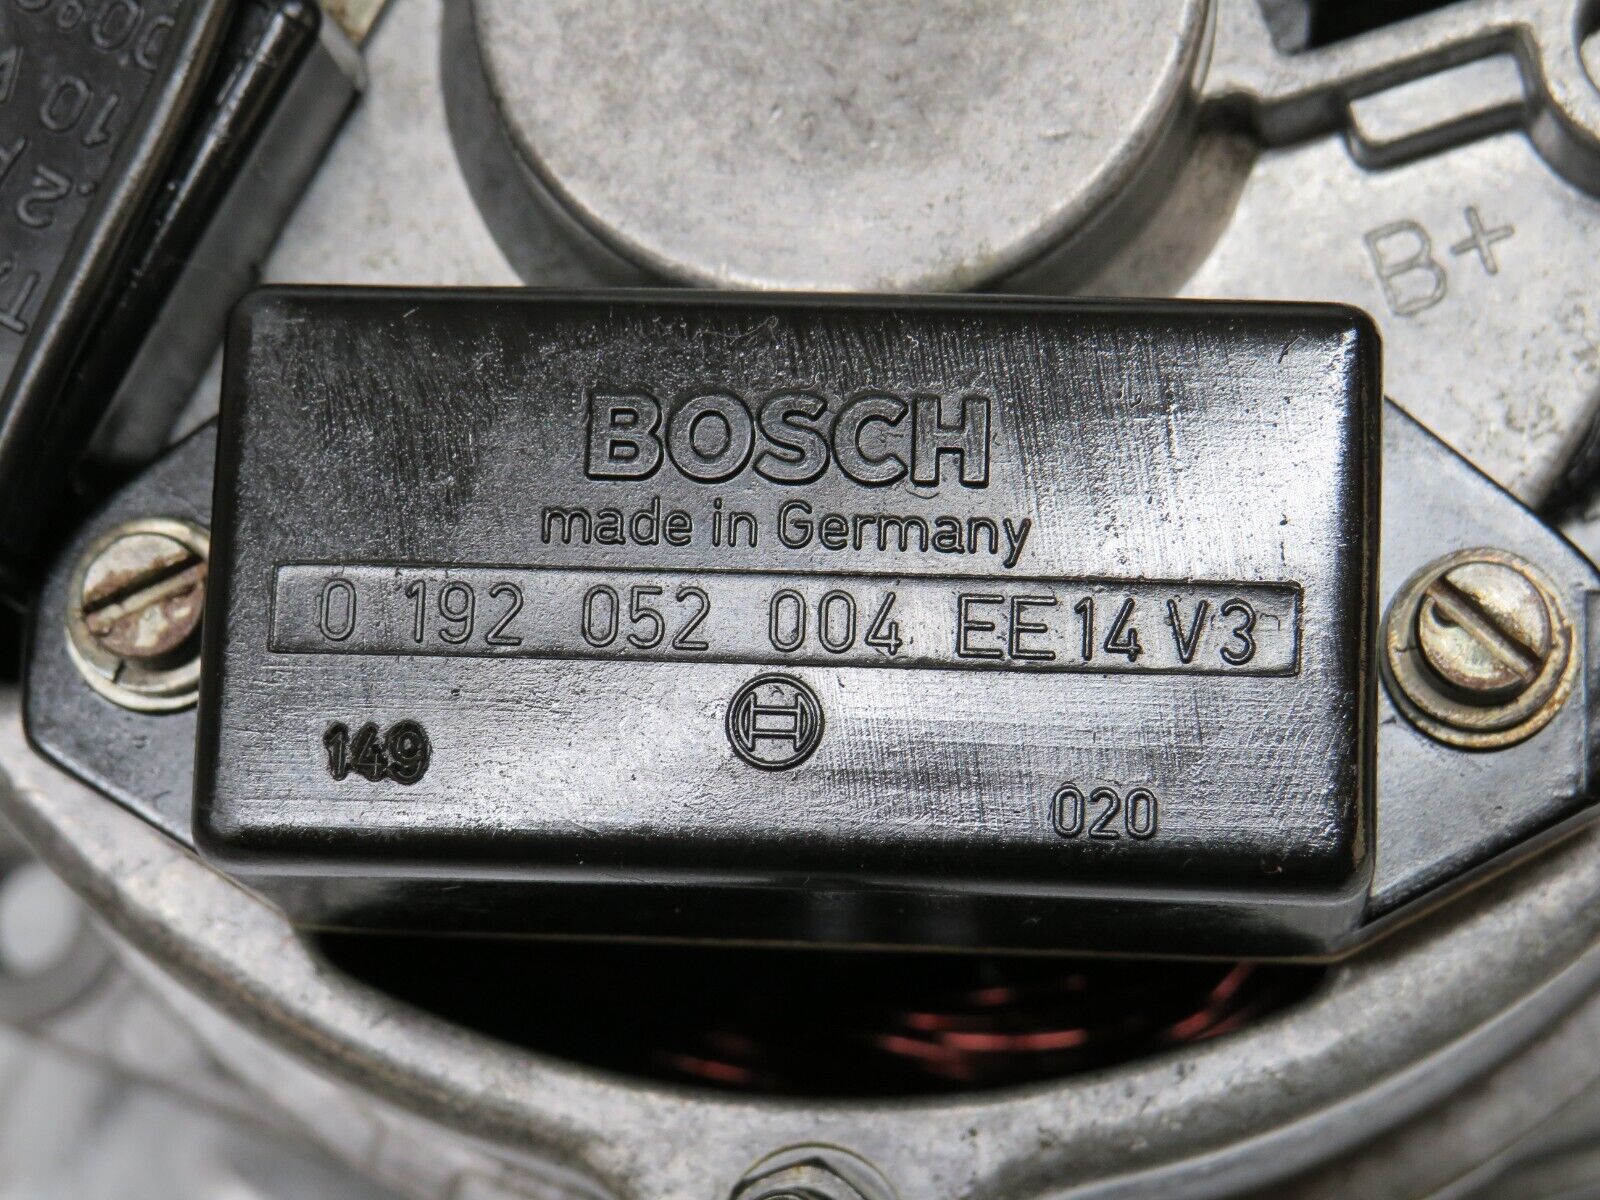 B+
BOSCH
made in Germany
0 192 052 004 EE14V3
149
020